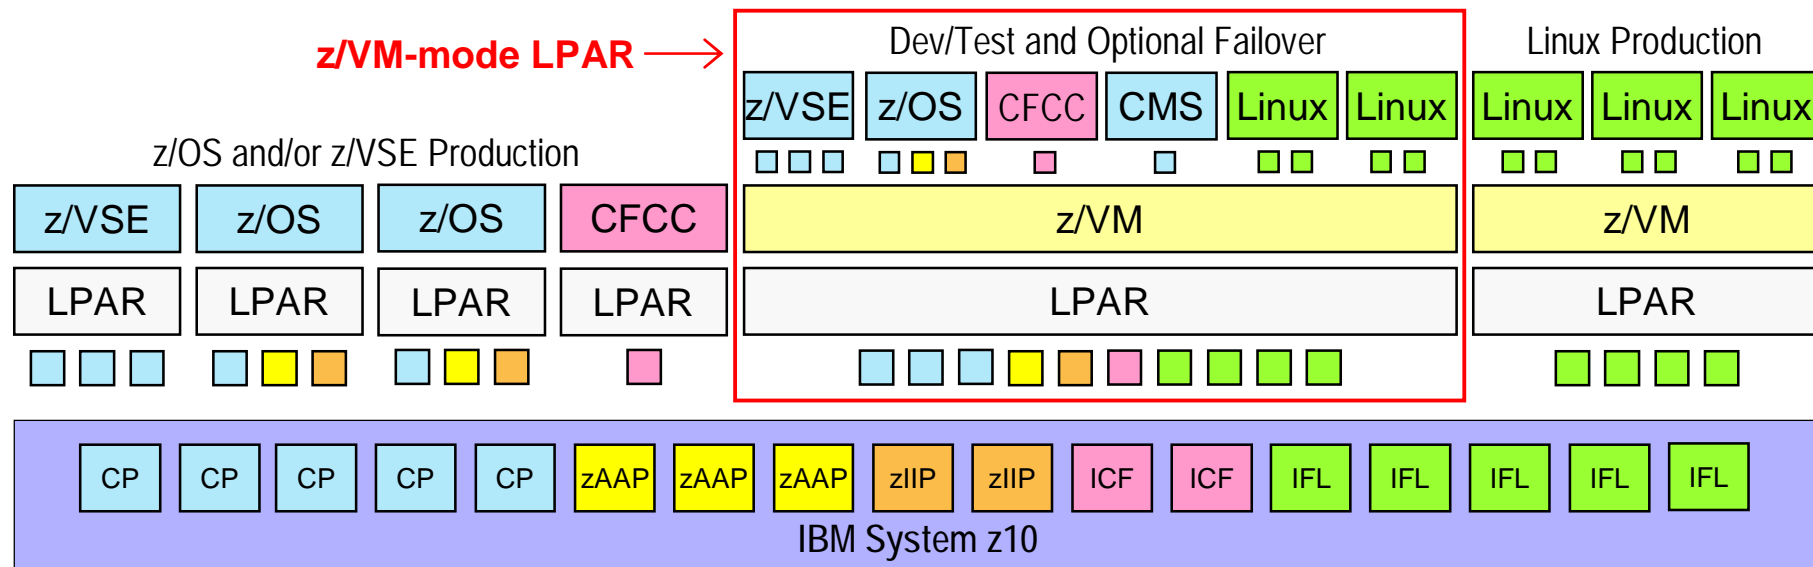 Dev/Test and Optional Failover
Linux Production
z/VM-mode LPAR
z/VSE z/OS CFCC CMS Linux Linux Linux Linux Linux
z/OS and/or z/VSE Production
z/VSE z/OS z/OS CFCC z/VM z/VM
LPAR LPAR LPAR LPAR LPAR LPAR
CP CP CP CP CP zAAP zAAP zAAP zIIP zIIP ICF ICF IFL IFL IFL IFL IFL
IBM System z10